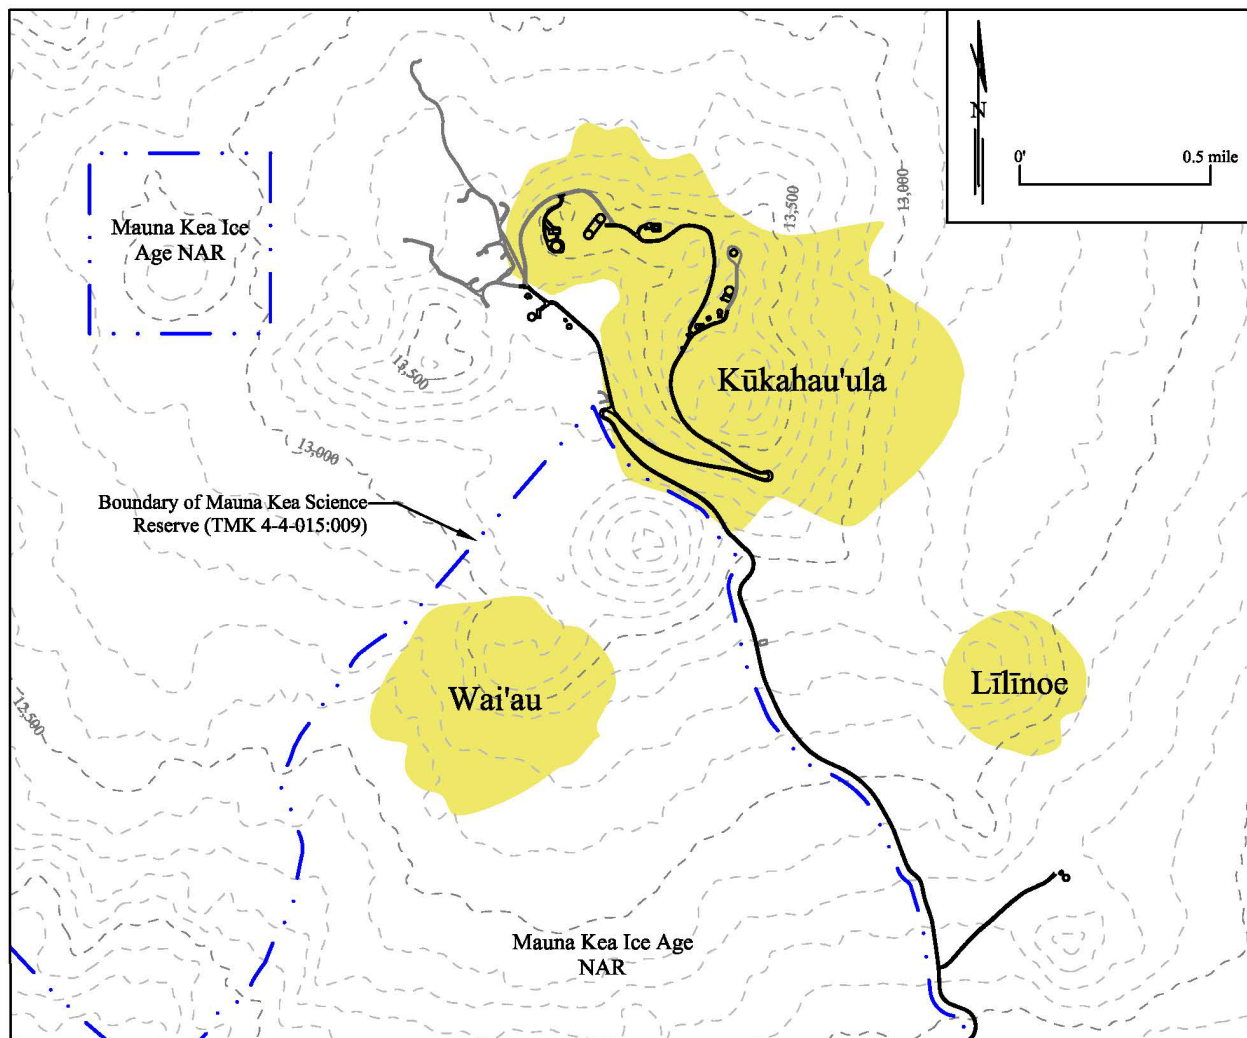 N
0'
0.5 mile
13,500
13,000
Mauna Kea Ice
Age NAR
13,500
Kūkahau'ula
13,000
Boundary of Mauna Kea Science
Reserve (TMK 4-4-015:009)
Wai'au
Līlīnoe
12,500
Mauna Kea Ice Age
NAR